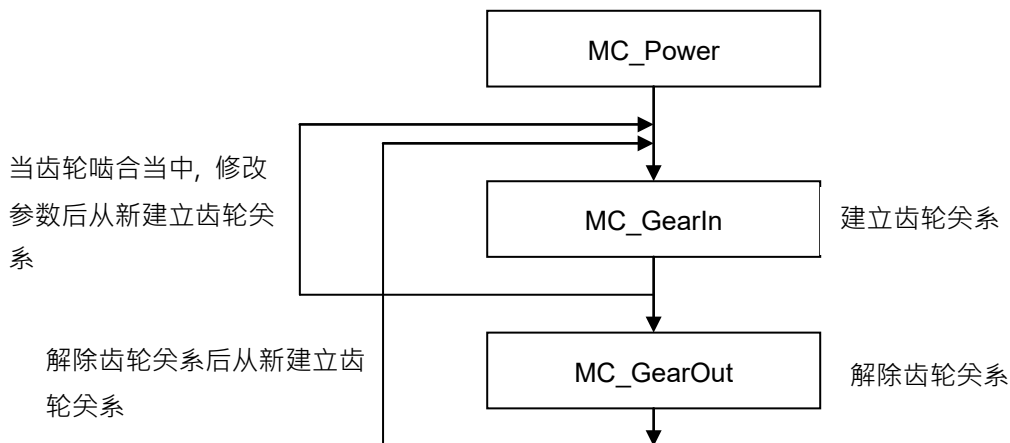 MC_Power
当齿轮啮合当中, 修改
参数后从新建立齿轮关
系
MC_GearIn
建立齿轮关系
解除齿轮关系后从新建立齿
轮关系
MC_GearOut
解除齿轮关系